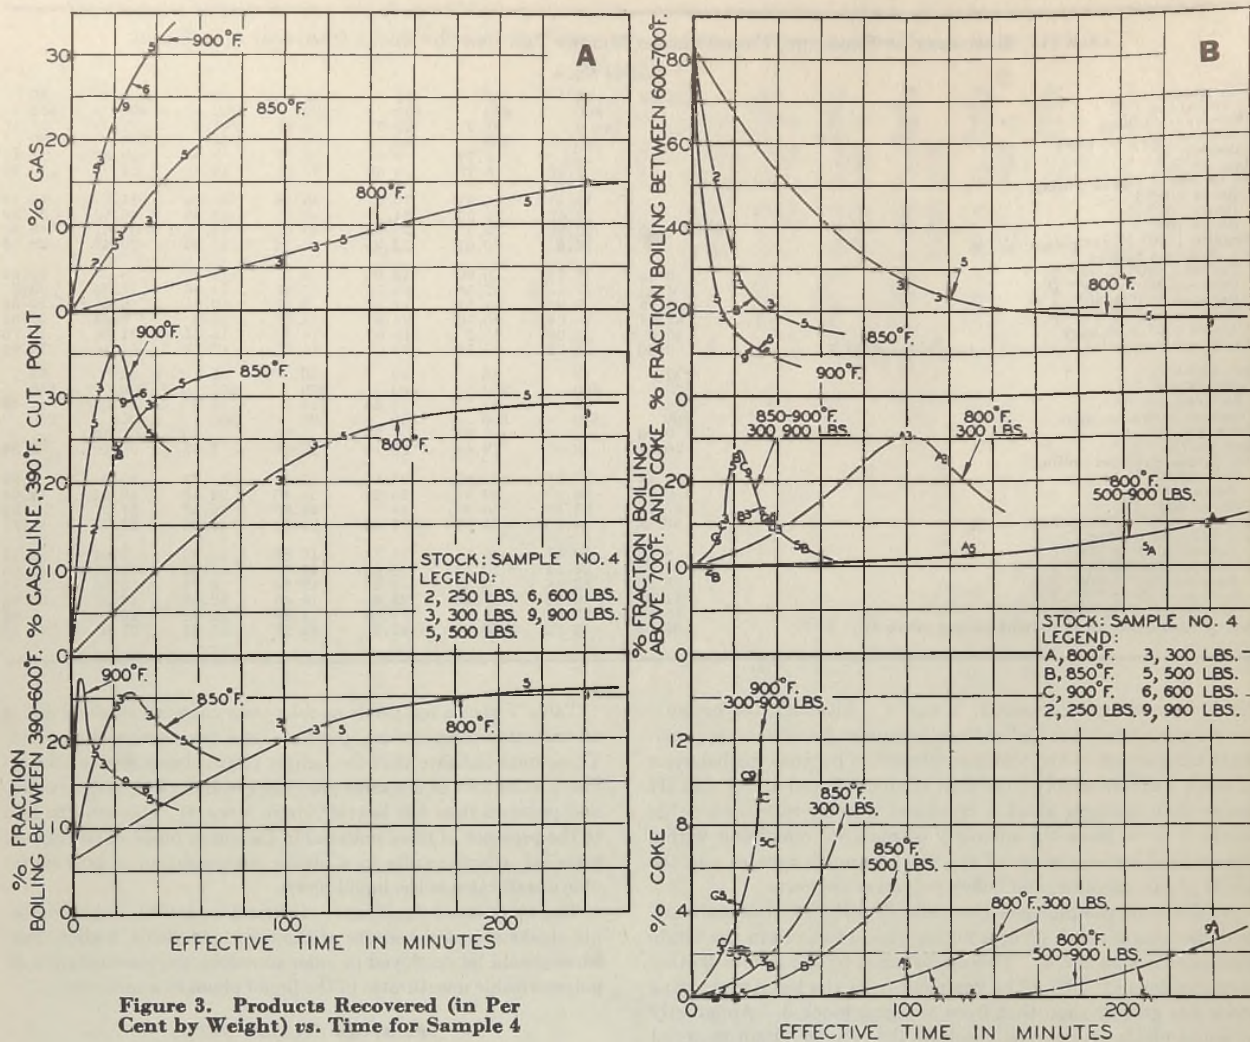 A
% GAS
30
20
10
0
900°F.
850°F.
800°F.
% GASOLINE, 390°F. CUT POINT
30
20
10
0
900°F.
850°F.
800°F.
STOCK: SAMPLE NO. 4
LEGEND:
2, 250 LBS. 6, 600 LBS.
3, 300 LBS. 9, 900 LBS.
5, 500 LBS.
% FRACTION
BOILING BETWEEN 390-600°F.
20
10
0
900°F.
850°F.
800°F.
0 100 200
EFFECTIVE TIME IN MINUTES
Figure 3. Products Recovered (in Per
Cent by Weight) vs. Time for Sample 4
B
% FRACTION BOILING BETWEEN 600-700°F.
80
60
40
20
0
800°F.
850°F.
900°F.
% FRACTION BOILING
ABOVE 700°F. AND COKE
20
10
0
850-900°F.
300-900 LBS.
800°F.
300 LBS.
800°F.
500-900 LBS.
STOCK: SAMPLE NO. 4
LEGEND:
A, 800°F. 3, 300 LBS.
B, 850°F. 5, 500 LBS.
C, 900°F. 6, 600 LBS.
2, 250 LBS. 9, 900 LBS.
% COKE
12
8
4
0
900°F.
300-900 LBS.
850°F.
300 LBS.
850°F.
500 LBS.
800°F. 300 LBS.
800°F.
500-900 LBS.
0 100 200
EFFECTIVE TIME IN MINUTES